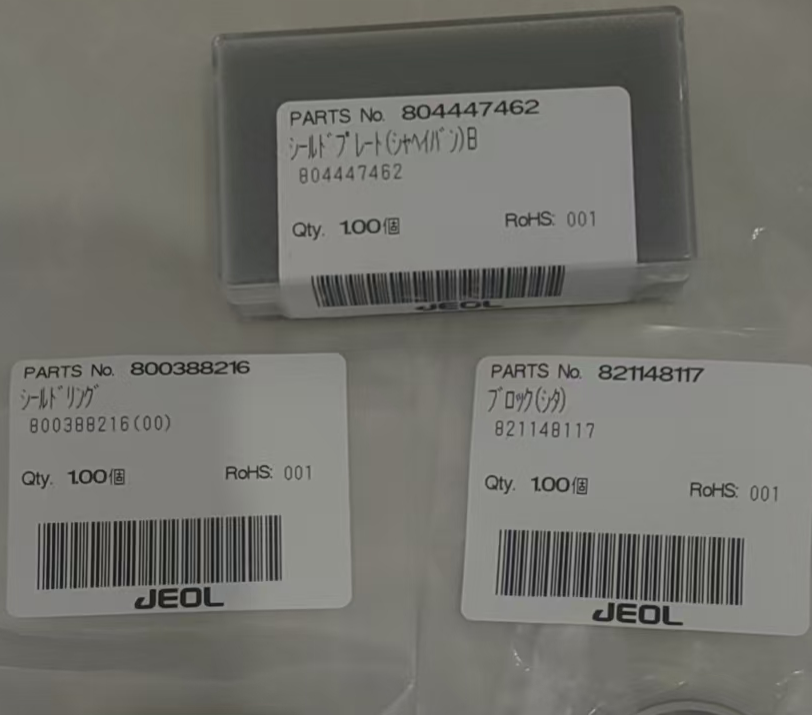 PARTS No. 804447462
シールドプレート(シャヘイバン)B
804447462
Qty. 1.00個
RoHS: 001
JEOL
PARTS No. 800388216
シールドリング
800388216(00)
Qty. 1.00個
RoHS: 001
JEOL
PARTS No. 821148117
ブロック(シタ)
821148117
Qty. 1.00個
RoHS: 001
JEOL